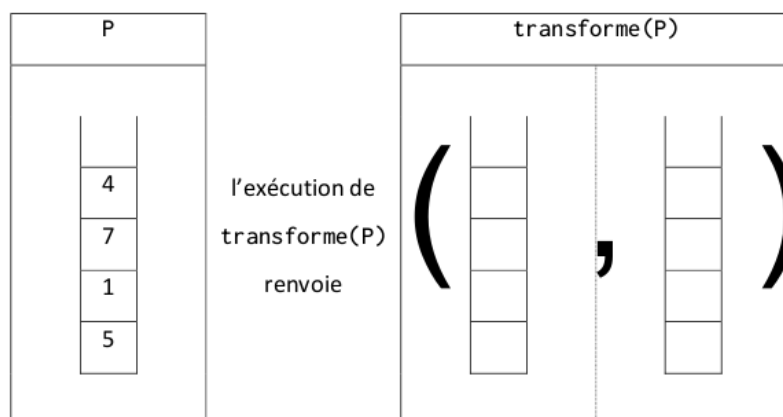 P
transforme(P)
4
7
1
5
l'exécution de
transforme(P)
renvoie
( , )